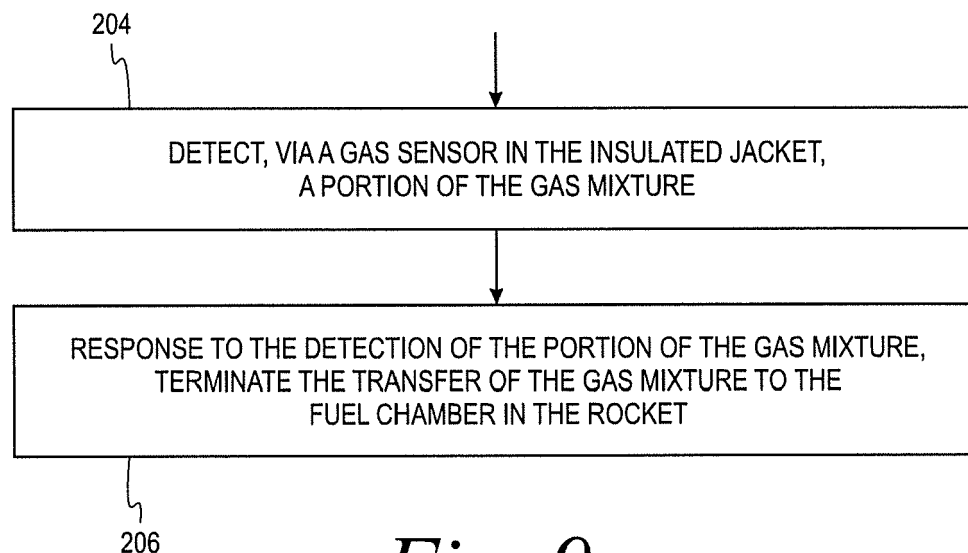 204
DETECT, VIA A GAS SENSOR IN THE INSULATED JACKET,
A PORTION OF THE GAS MIXTURE
RESPONSE TO THE DETECTION OF THE PORTION OF THE GAS MIXTURE,
TERMINATE THE TRANSFER OF THE GAS MIXTURE TO THE
FUEL CHAMBER IN THE ROCKET
206